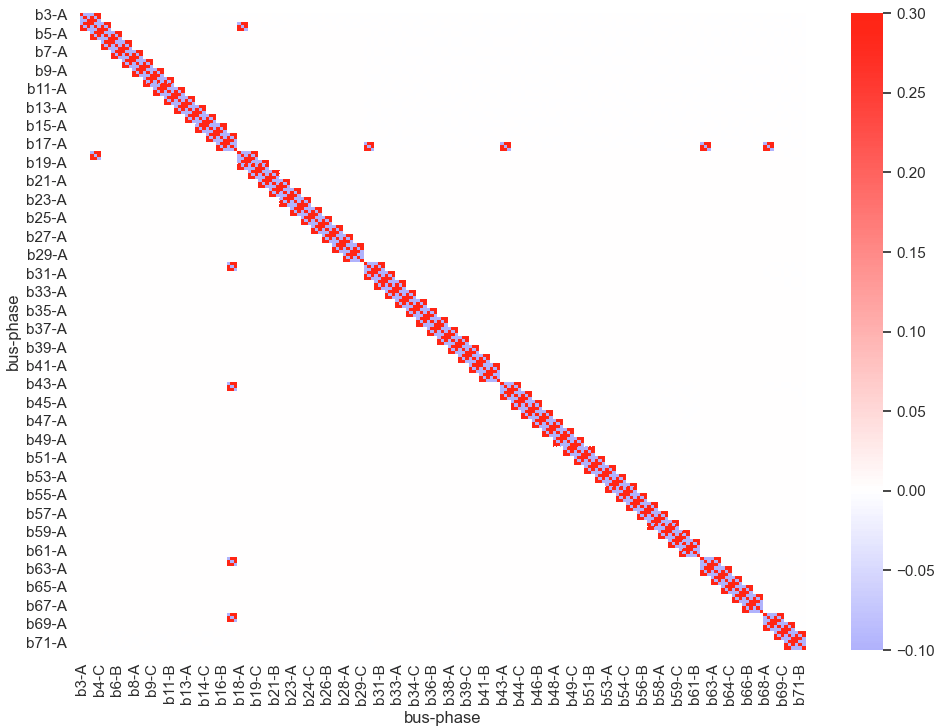 b3-A
b5-A
b7-A
b9-A
b11-A
b13-A
b15-A
b17-A
b19-A
b21-A
b23-A
b25-A
b27-A
b29-A
b31-A
b33-A
b35-A
b37-A
b39-A
b41-A
b43-A
b45-A
b47-A
b49-A
b51-A
b53-A
b55-A
b57-A
b59-A
b61-A
b63-A
b65-A
b67-A
b69-A
b71-A
bus-phase
b3-A
b4-C
b6-B
b8-A
b9-C
b11-B
b13-A
b14-C
b16-B
b18-A
b19-C
b21-B
b23-A
b24-C
b26-B
b28-A
b29-C
b31-B
b33-A
b34-C
b36-B
b38-A
b39-C
b41-B
b43-A
b44-C
b46-B
b48-A
b49-C
b51-B
b53-A
b54-C
b56-B
b58-A
b59-C
b61-B
b63-A
b64-C
b66-B
b68-A
b69-C
b71-B
bus-phase
0.30
0.25
0.20
0.15
0.10
0.05
0.00
−0.05
−0.10